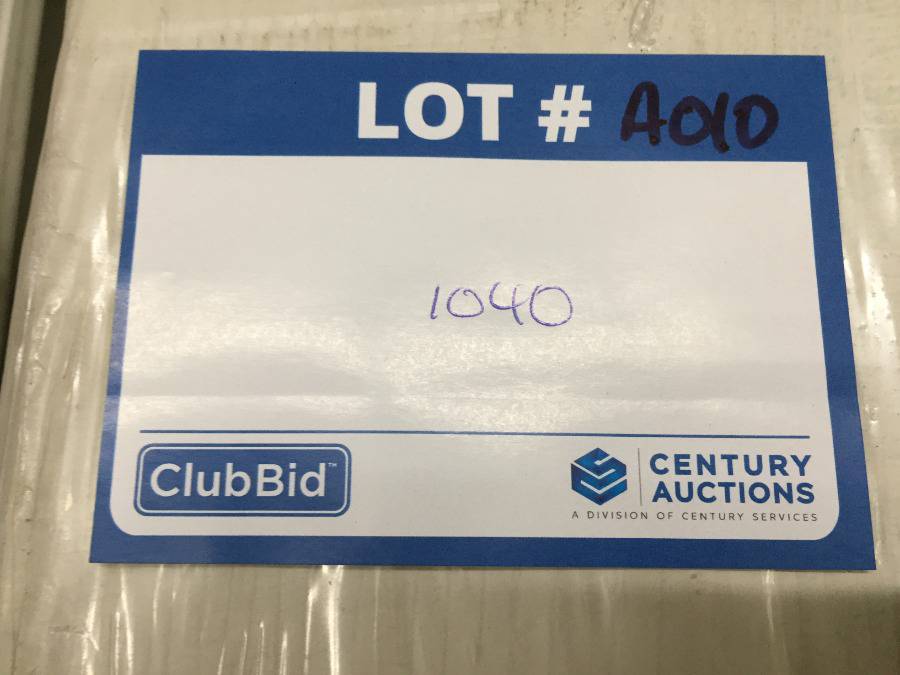 LOT # A010
1040
ClubBid™
CENTURY
AUCTIONS
A DIVISION OF CENTURY SERVICES